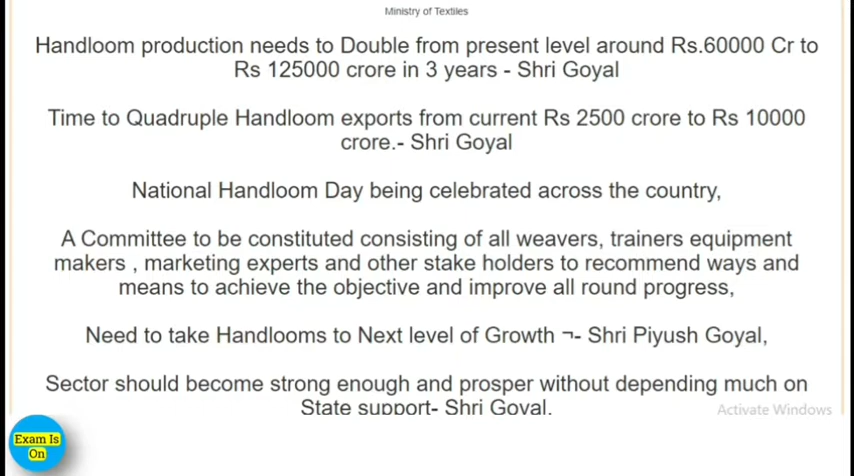 Ministry of Textiles
Handloom production needs to Double from present level around Rs.60000 Cr to
Rs 125000 crore in 3 years - Shri Goyal
Time to Quadruple Handloom exports from current Rs 2500 crore to Rs 10000
crore.- Shri Goyal
National Handloom Day being celebrated across the country,
A Committee to be constituted consisting of all weavers, trainers equipment
makers , marketing experts and other stake holders to recommend ways and
means to achieve the objective and improve all round progress,
Need to take Handlooms to Next level of Growth ¬- Shri Piyush Goyal,
Sector should become strong enough and prosper without depending much on
State support- Shri Goyal.
Activate Windows
Exam Is
On